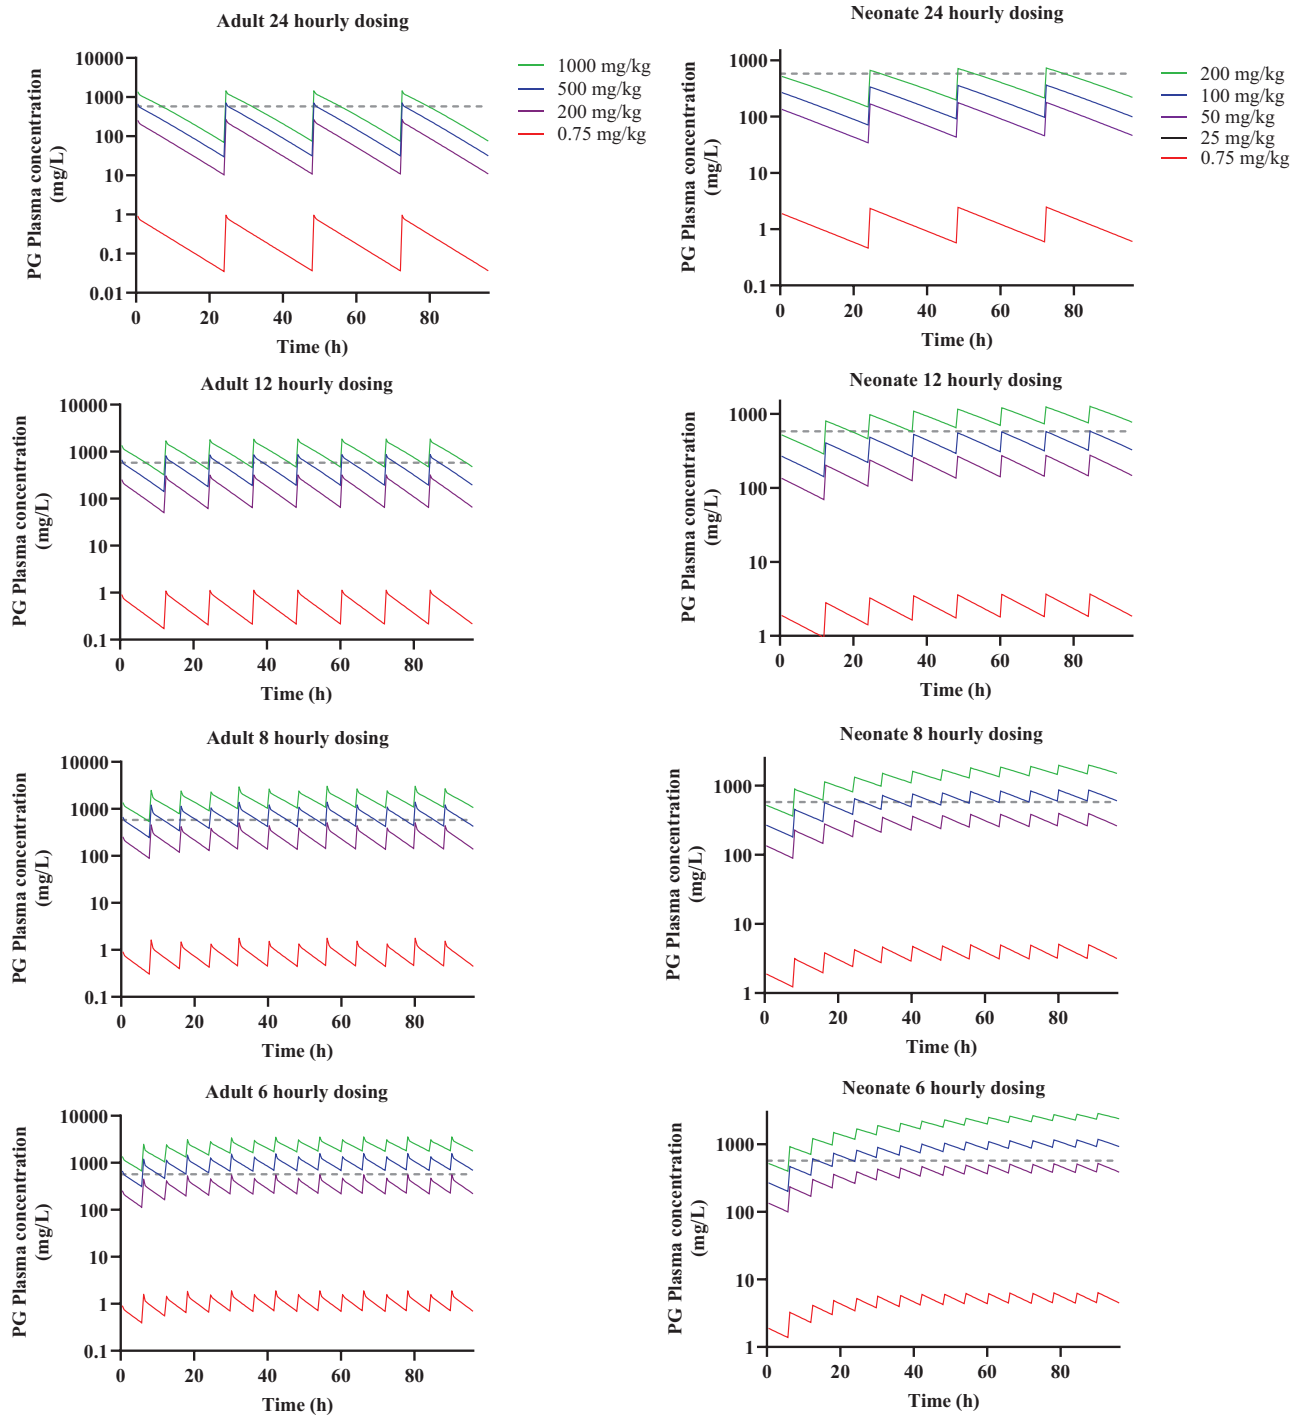 Adult 24 hourly dosing
PG Plasma concentration
(mg/L)
10000
1000
100
10
1
0.1
0.01
0
20
40
60
80
Time (h)
1000 mg/kg
500 mg/kg
200 mg/kg
0.75 mg/kg
Neonate 24 hourly dosing
PG Plasma concentration
(mg/L)
1000
100
10
1
0.1
0
20
40
60
80
Time (h)
200 mg/kg
100 mg/kg
50 mg/kg
25 mg/kg
0.75 mg/kg
Adult 12 hourly dosing
PG Plasma concentration
(mg/L)
10000
1000
100
10
1
0.1
0
20
40
60
80
Time (h)
Neonate 12 hourly dosing
PG Plasma concentration
(mg/L)
1000
100
10
1
0
20
40
60
80
Time (h)
Adult 8 hourly dosing
PG Plasma concentration
(mg/L)
10000
1000
100
10
1
0.1
0
20
40
60
80
Time (h)
Neonate 8 hourly dosing
PG Plasma concentration
(mg/L)
1000
100
10
1
0
20
40
60
80
Time (h)
Adult 6 hourly dosing
PG Plasma concentration
(mg/L)
10000
1000
100
10
1
0.1
0
20
40
60
80
Time (h)
Neonate 6 hourly dosing
PG Plasma concentration
(mg/L)
1000
100
10
1
0
20
40
60
80
Time (h)